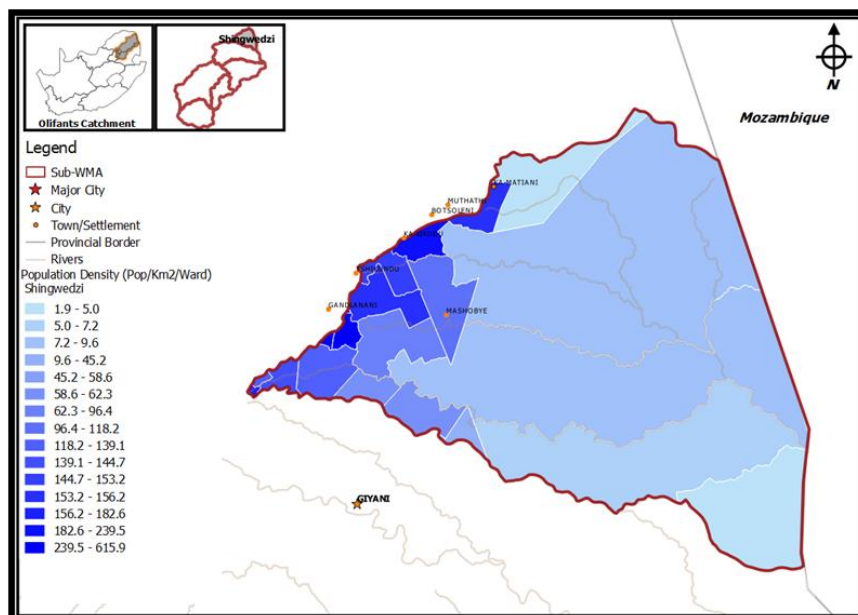 Shingwedzi
Olifants Catchment
N
Mozambique
Legend
Sub-WMA
Major City
City
Town/Settlement
Provincial Border
Rivers
Population Density (Pop/Km2/Ward)
Shingwedzi
1.9 - 5.0
5.0 - 7.2
7.2 - 9.6
9.6 - 45.2
45.2 - 58.6
58.6 - 62.3
62.3 - 96.4
96.4 - 118.2
118.2 - 139.1
139.1 - 144.7
144.7 - 153.2
153.2 - 156.2
156.2 - 182.6
182.6 - 239.5
239.5 - 615.9
MUTHATHI
BOTSOLENI
MASHOBYE
GIYANI